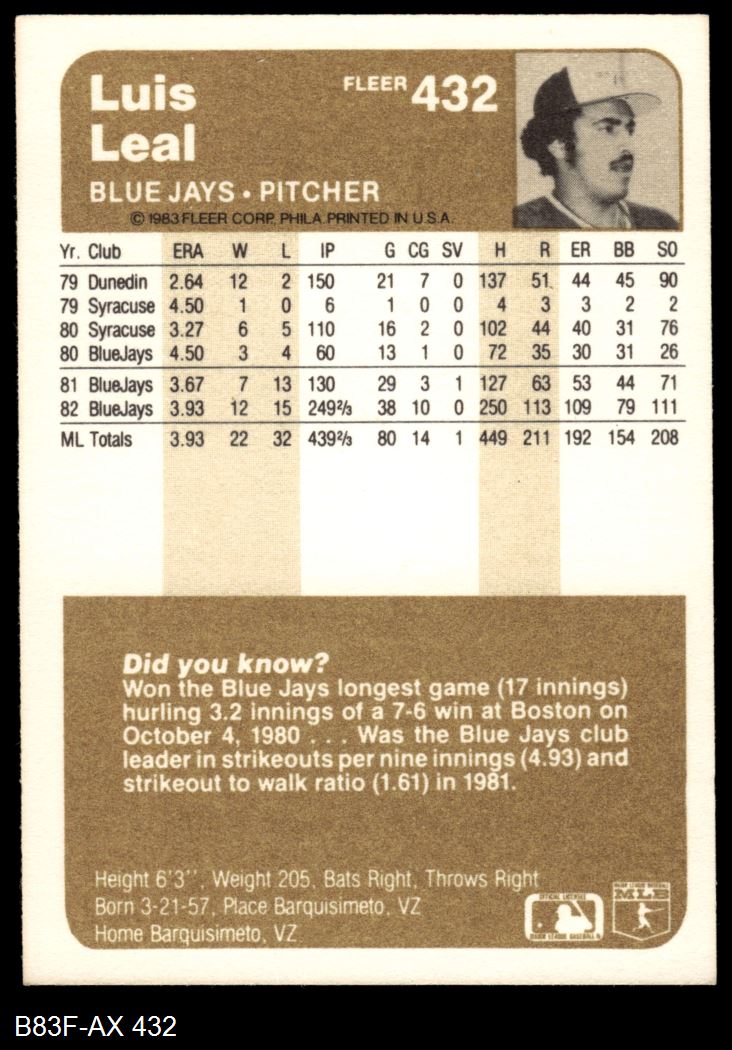 Luis
Leal
FLEER 432
BLUE JAYS • PITCHER
© 1983 FLEER CORP. PHILA. PRINTED IN U.S.A.
Yr. Club ERA W L IP G CG SV H R ER BB SO
79 Dunedin 2.64 12 2 150 21 7 0 137 51 44 45 90
79 Syracuse 4.50 1 0 6 1 0 0 4 3 3 2 2
80 Syracuse 3.27 6 5 110 16 2 0 102 44 40 31 76
80 BlueJays 4.50 3 4 60 13 1 0 72 35 30 31 26
81 BlueJays 3.67 7 13 130 29 3 1 127 63 53 44 71
82 BlueJays 3.93 12 15 249⅔ 38 10 0 250 113 109 79 111
ML Totals 3.93 22 32 439⅔ 80 14 1 449 211 192 154 208
Did you know?
Won the Blue Jays longest game (17 innings)
hurling 3.2 innings of a 7-6 win at Boston on
October 4, 1980 . . . Was the Blue Jays club
leader in strikeouts per nine innings (4.93) and
strikeout to walk ratio (1.61) in 1981.
Height 6'3'', Weight 205, Bats Right, Throws Right
Born 3-21-57, Place Barquisimeto, VZ
Home Barquisimeto, VZ
OFFICIAL LICENSEE
MAJOR LEAGUE BASEBALL
MLB
B83F-AX 432